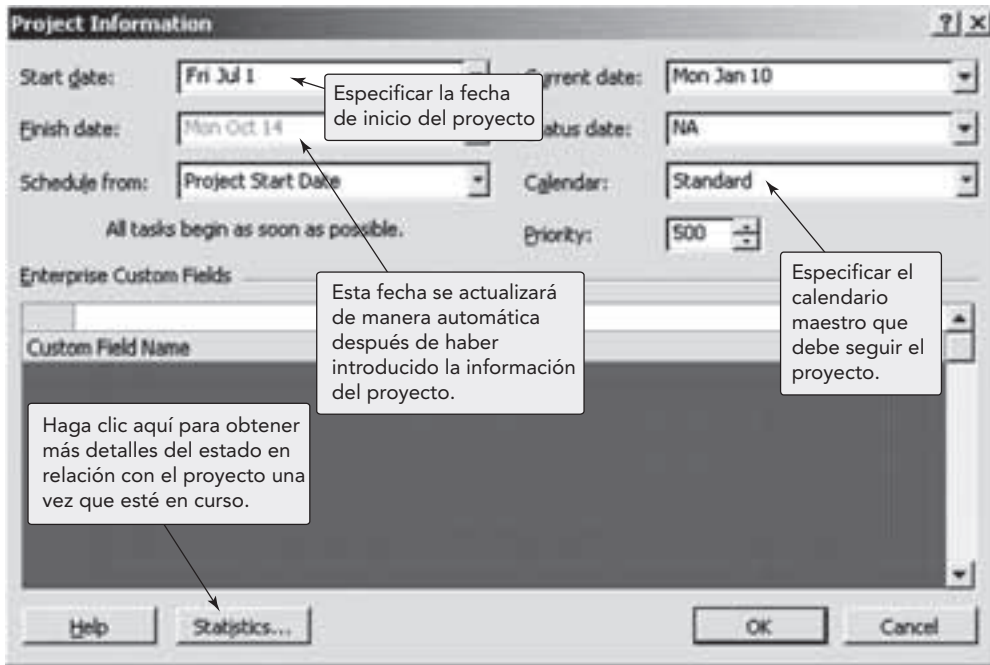 Project Information
Start date:
Fri Jul 1
Current date:
Mon Jan 10
Especificar la fecha
de inicio del proyecto
Finish date:
Mon Oct 14
Status date:
NA
Schedule from:
Project Start Date
Calendar:
Standard
All tasks begin as soon as possible.
Priority:
500
Enterprise Custom Fields
Esta fecha se actualizará
de manera automática
después de haber
introducido la información
del proyecto.
Especificar el
calendario
maestro que
debe seguir el
proyecto.
Custom Field Name
Haga clic aquí para obtener
más detalles del estado en
relación con el proyecto una
vez que esté en curso.
Help
Statistics...
OK
Cancel